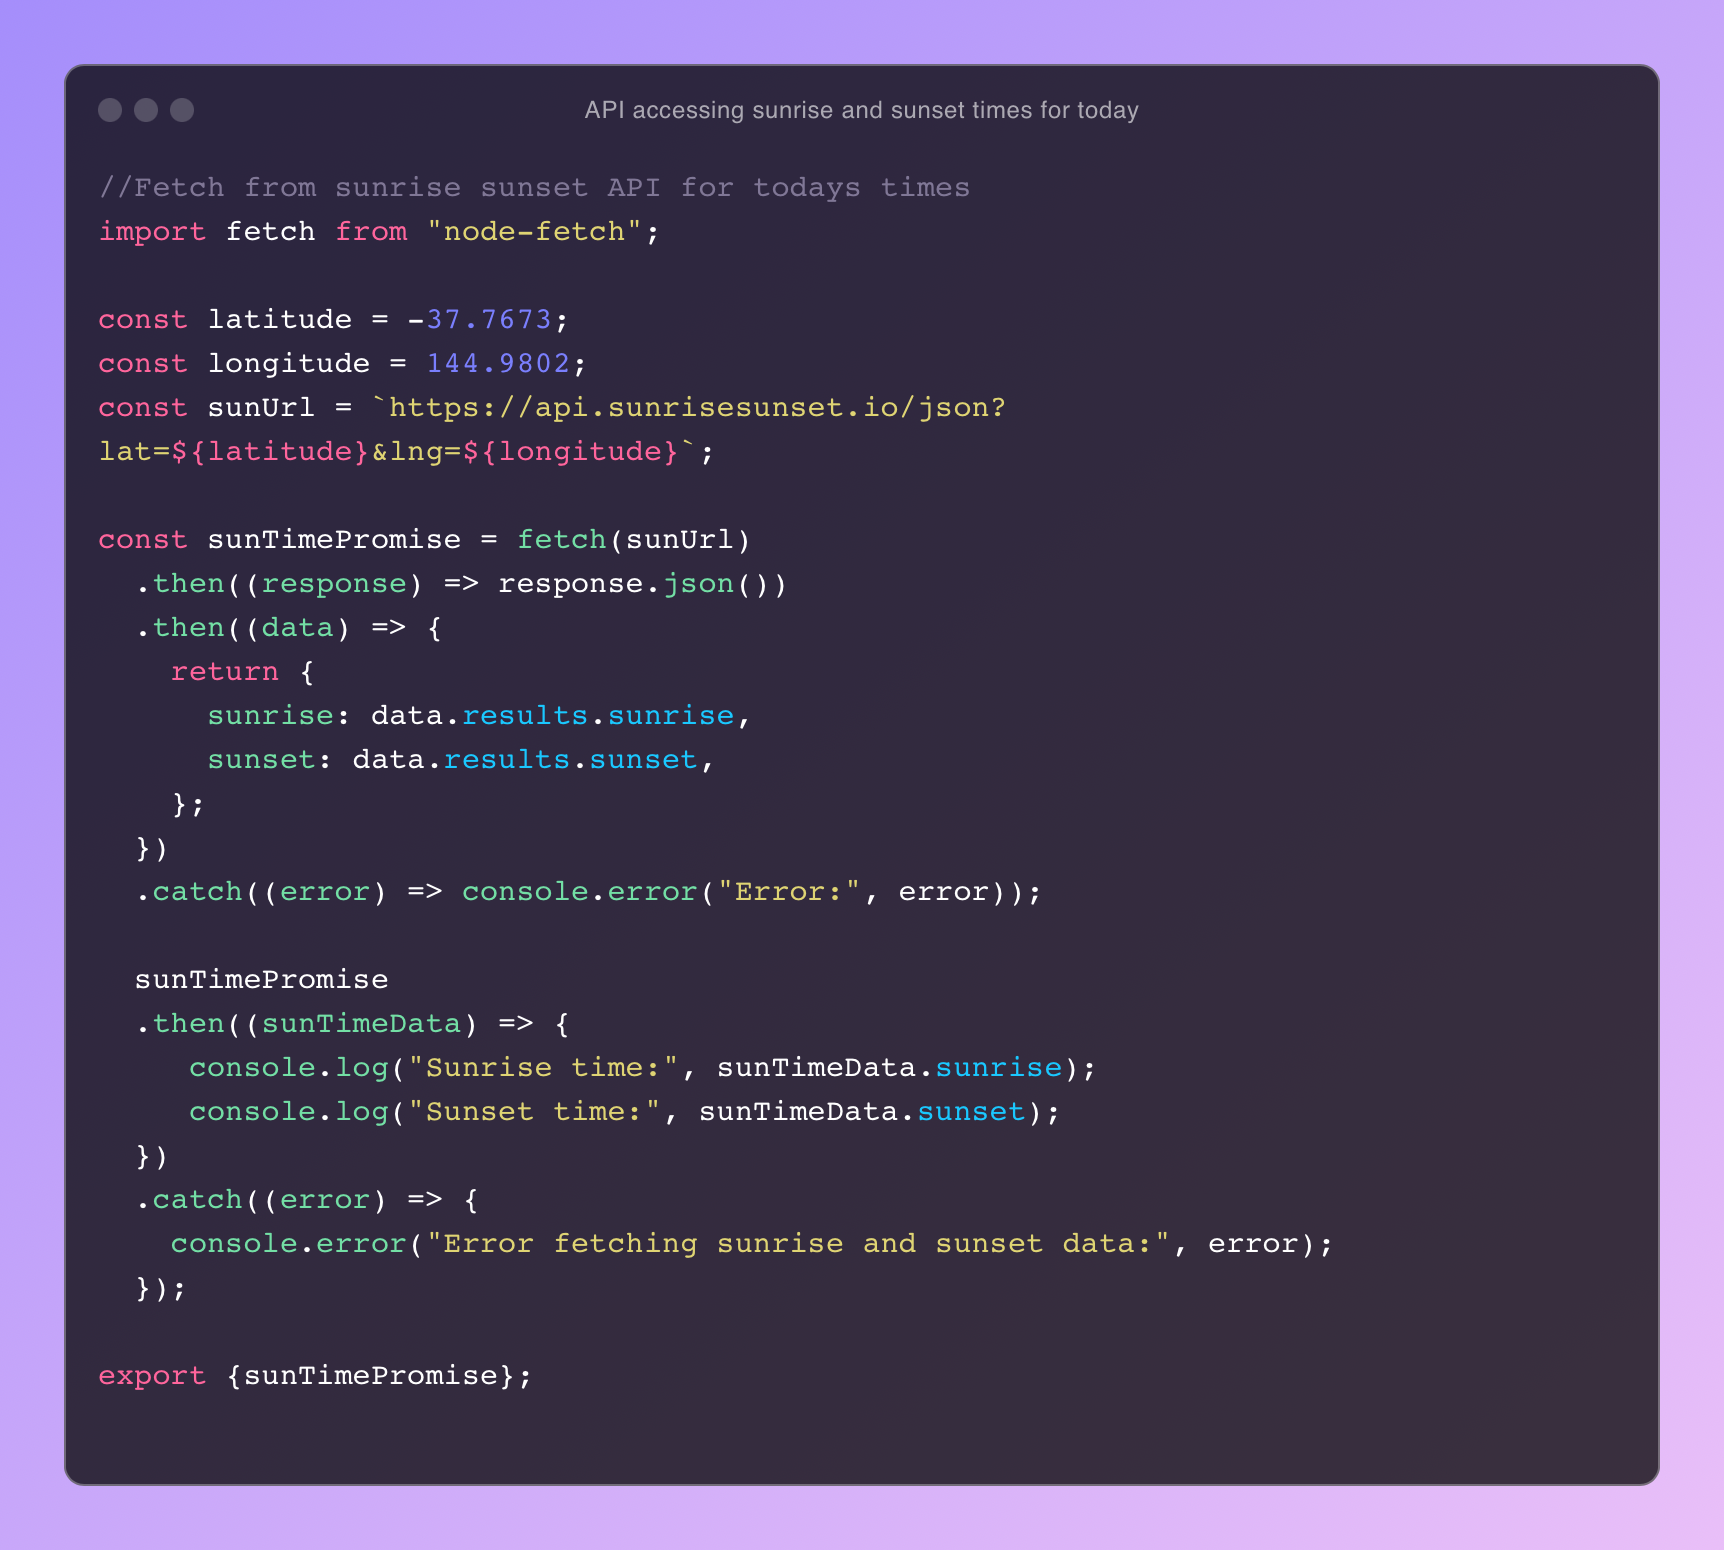 API accessing sunrise and sunset times for today
//Fetch from sunrise sunset API for todays times
import fetch from "node-fetch";

const latitude = -37.7673;
const longitude = 144.9802;
const sunUrl = `https://api.sunrisesunset.io/json?
lat=${latitude}&lng=${longitude}`;

const sunTimePromise = fetch(sunUrl)
  .then((response) => response.json())
  .then((data) => {
    return {
      sunrise: data.results.sunrise,
      sunset: data.results.sunset,
    };
  })
  .catch((error) => console.error("Error:", error));

  sunTimePromise
  .then((sunTimeData) => {
     console.log("Sunrise time:", sunTimeData.sunrise);
     console.log("Sunset time:", sunTimeData.sunset);
  })
  .catch((error) => {
    console.error("Error fetching sunrise and sunset data:", error);
  });

export {sunTimePromise};